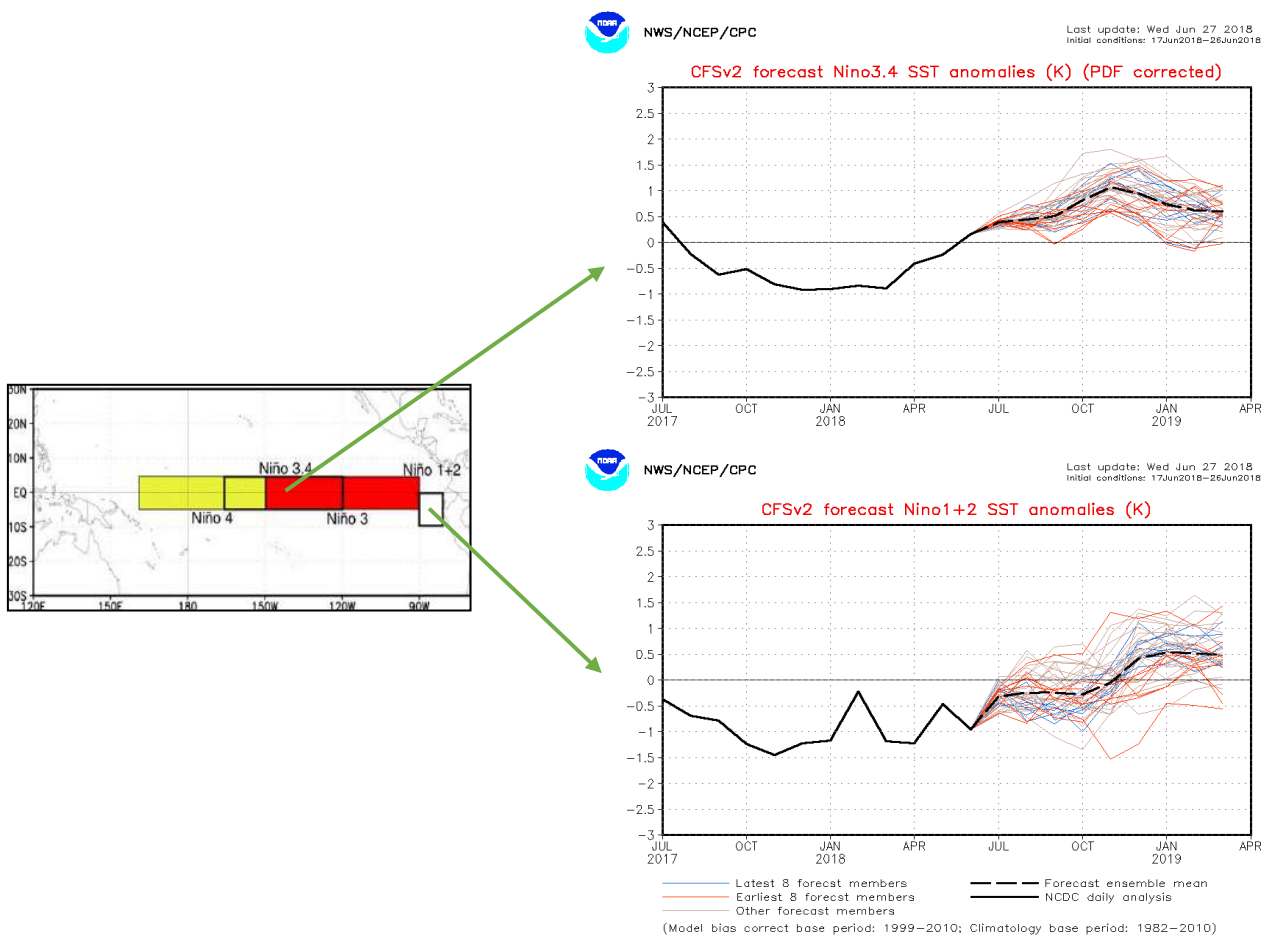 NOAA
NWS/NCEP/CPC
Last update: Wed Jun 27 2018
Initial conditions: 17Jun2018-26Jun2018
CFSv2 forecast Nino3.4 SST anomalies (K) (PDF corrected)
3
2.5
2
1.5
1
0.5
0
-0.5
-1
-1.5
-2
-2.5
-3
JUL OCT JAN APR JUL OCT JAN APR
2017 2018 2019
30N
20N
10N
EQ
10S
20S
30S
120E 150E 180 150W 120W 90W
Niño 3.4
Niño 1+2
Niño 4
Niño 3
NOAA
NWS/NCEP/CPC
Last update: Wed Jun 27 2018
Initial conditions: 17Jun2018-26Jun2018
CFSv2 forecast Nino1+2 SST anomalies (K)
3
2.5
2
1.5
1
0.5
0
-0.5
-1
-1.5
-2
-2.5
-3
JUL OCT JAN APR JUL OCT JAN APR
2017 2018 2019
Latest 8 forecst members
Earliest 8 forecst members
Other forecast members
Forecast ensemble mean
NCDC daily analysis
(Model bias correct base period: 1999-2010; Climatology base period: 1982-2010)